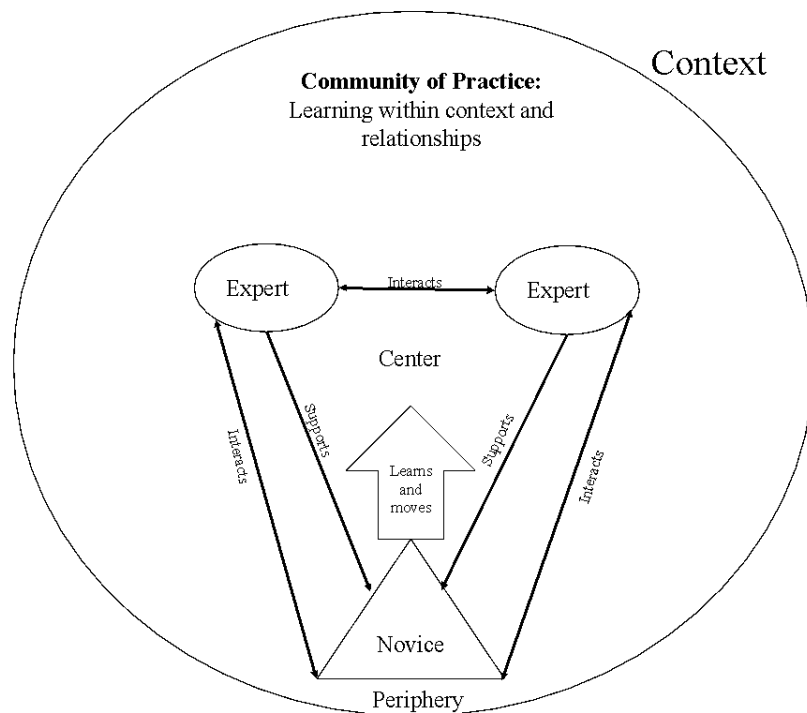 Context
Community of Practice:
Learning within context and
relationships
Expert
Interacts
Expert
Center
Interacts
Supports
Learns
and
moves
Supports
Interacts
Novice
Periphery